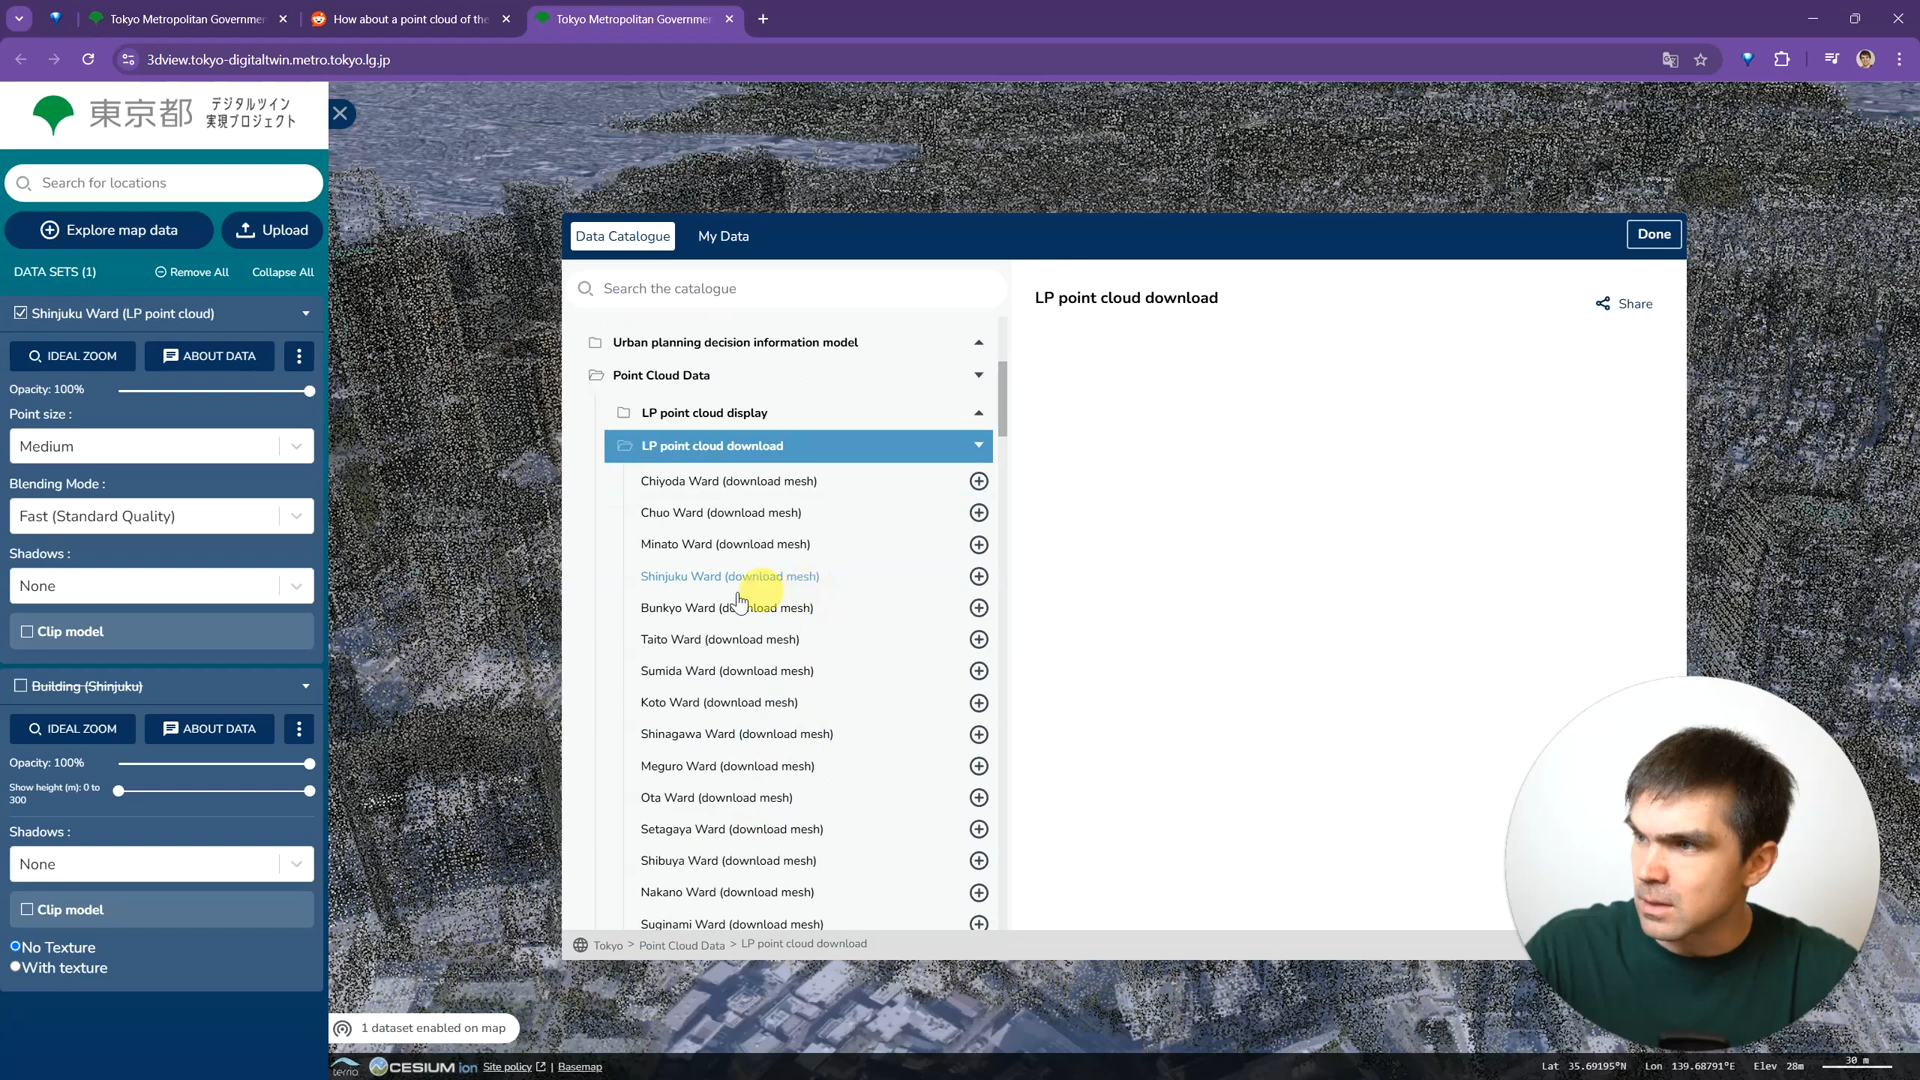 Tokyo Metropolitan Governmen
How about a point cloud of the
Tokyo Metropolitan Governmen
3dview.tokyo-digitaltwin.metro.tokyo.lg.jp
東京都 デジタルツイン
実現プロジェクト
Search for locations
Explore map data
Upload
DATA SETS (1)
Remove All
Collapse All
Shinjuku Ward (LP point cloud)
IDEAL ZOOM
ABOUT DATA
Opacity: 100%
Point size :
Medium
Blending Mode :
Fast (Standard Quality)
Shadows :
None
Clip model
Building (Shinjuku)
IDEAL ZOOM
ABOUT DATA
Opacity: 100%
Show height (m): 0 to
300
Shadows :
None
Clip model
No Texture
With texture
Data Catalogue
My Data
Done
Search the catalogue
Urban planning decision information model
Point Cloud Data
LP point cloud display
LP point cloud download
Chiyoda Ward (download mesh)
Chuo Ward (download mesh)
Minato Ward (download mesh)
Shinjuku Ward (download mesh)
Bunkyo Ward (download mesh)
Taito Ward (download mesh)
Sumida Ward (download mesh)
Koto Ward (download mesh)
Shinagawa Ward (download mesh)
Meguro Ward (download mesh)
Ota Ward (download mesh)
Setagaya Ward (download mesh)
Shibuya Ward (download mesh)
Nakano Ward (download mesh)
Suginami Ward (download mesh)
Tokyo > Point Cloud Data > LP point cloud download
LP point cloud download
Share
1 dataset enabled on map
terria CESIUM ion Site policy | Basemap
Lat 35.69195°N Lon 139.68791°E Elev 28m 30 m